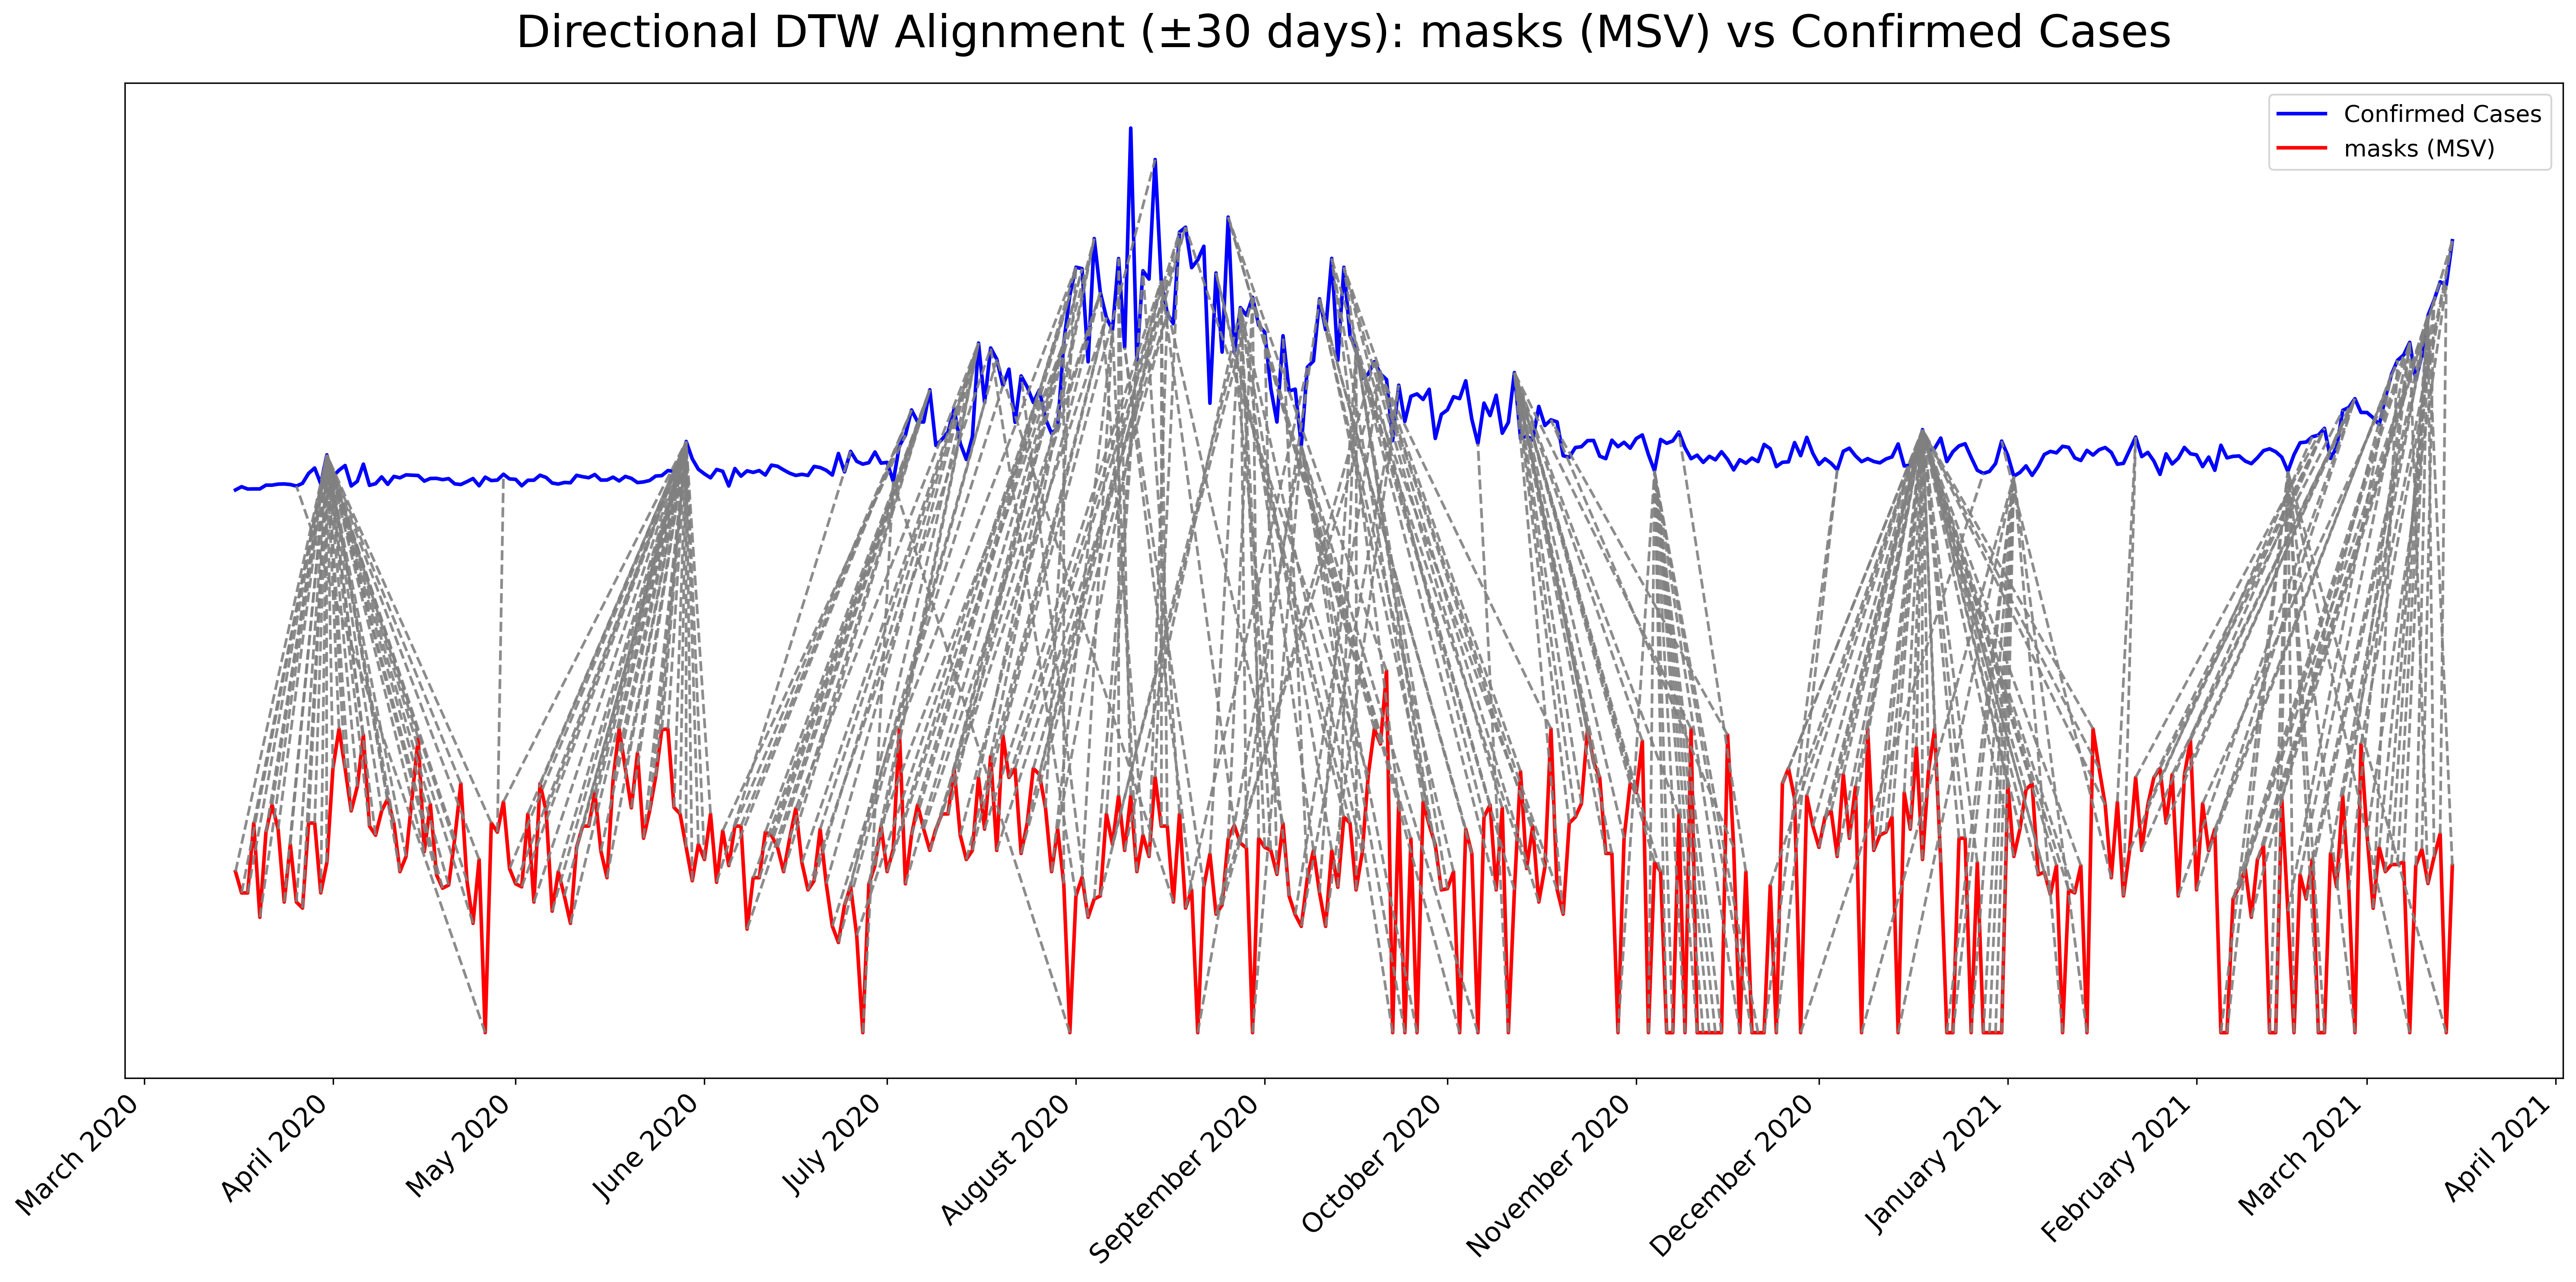 Directional DTW Alignment (±30 days): masks (MSV) vs Confirmed Cases
Confirmed Cases
masks (MSV)
March 2020
April 2020
May 2020
June 2020
July 2020
August 2020
September 2020
October 2020
November 2020
December 2020
January 2021
February 2021
March 2021
April 2021